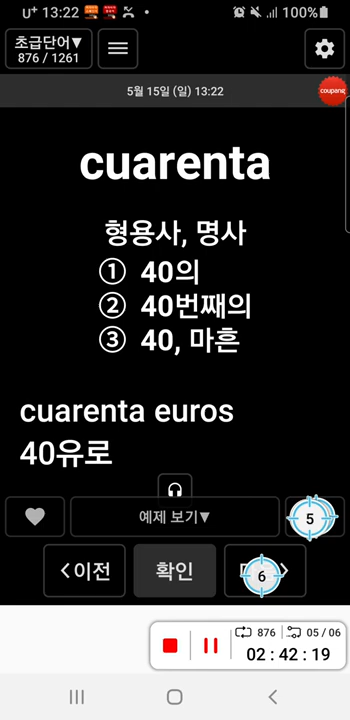 U+ 13:22
100%
초급단어▼
876 / 1261
5월 15일 (일) 13:22
coupang
cuarenta
형용사, 명사
① 40의
② 40번째의
③ 40, 마흔
cuarenta euros
40유로
예제 보기▼
5
<이전
확인
6
>
876
05 / 06
02 : 42 : 19